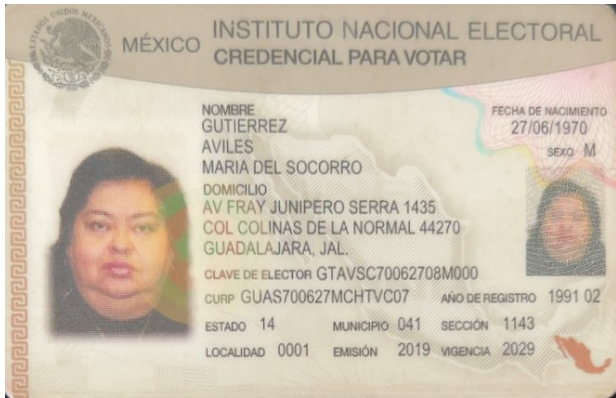 MÉXICO
INSTITUTO NACIONAL ELECTORAL
CREDENCIAL PARA VOTAR
NOMBRE
GUTIERREZ
AVILES
MARIA DEL SOCORRO
FECHA DE NACIMIENTO
27/06/1970
SEXO M
DOMICILIO
AV FRAY JUNIPERO SERRA 1435
COL COLINAS DE LA NORMAL 44270
GUADALAJARA, JAL.
CLAVE DE ELECTOR GTAVSC70062708M000
CURP GUAS700627MCHTVC07 AÑO DE REGISTRO 1991 02
ESTADO 14 MUNICIPIO 041 SECCIÓN 1143
LOCALIDAD 0001 EMISIÓN 2019 VIGENCIA 2029